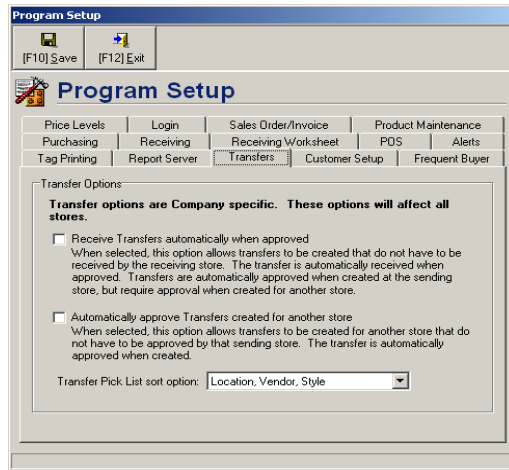 Program Setup
[F10] Save [F12] Exit
Program Setup
Price Levels Login Sales Order/Invoice Product Maintenance
Purchasing Receiving Receiving Worksheet POS Alerts
Tag Printing Report Server Transfers Customer Setup Frequent Buyer
Transfer Options
Transfer options are Company specific. These options will affect all
stores.
Receive Transfers automatically when approved
When selected, this option allows transfers to be created that do not have to be
received by the receiving store. The transfer is automatically received when
approved. Transfers are automatically approved when created at the sending
store, but require approval when created for another store.
Automatically approve Transfers created for another store
When selected, this option allows transfers to be created for another store that do
not have to be approved by that sending store. The transfer is automatically
approved when created.
Transfer Pick List sort option: Location, Vendor, Style